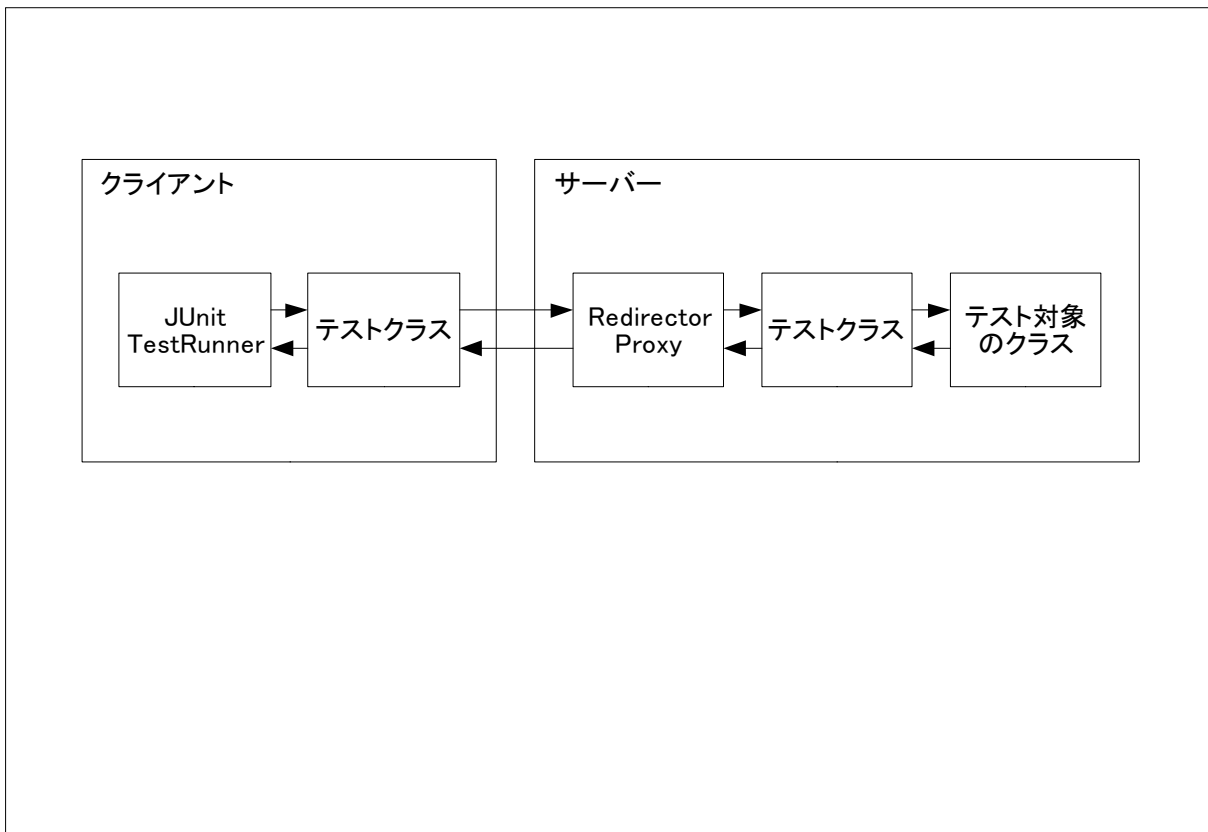 クライアント
サーバー
JUnit
TestRunner
テストクラス
Redirector
Proxy
テストクラス
テスト対象
のクラス